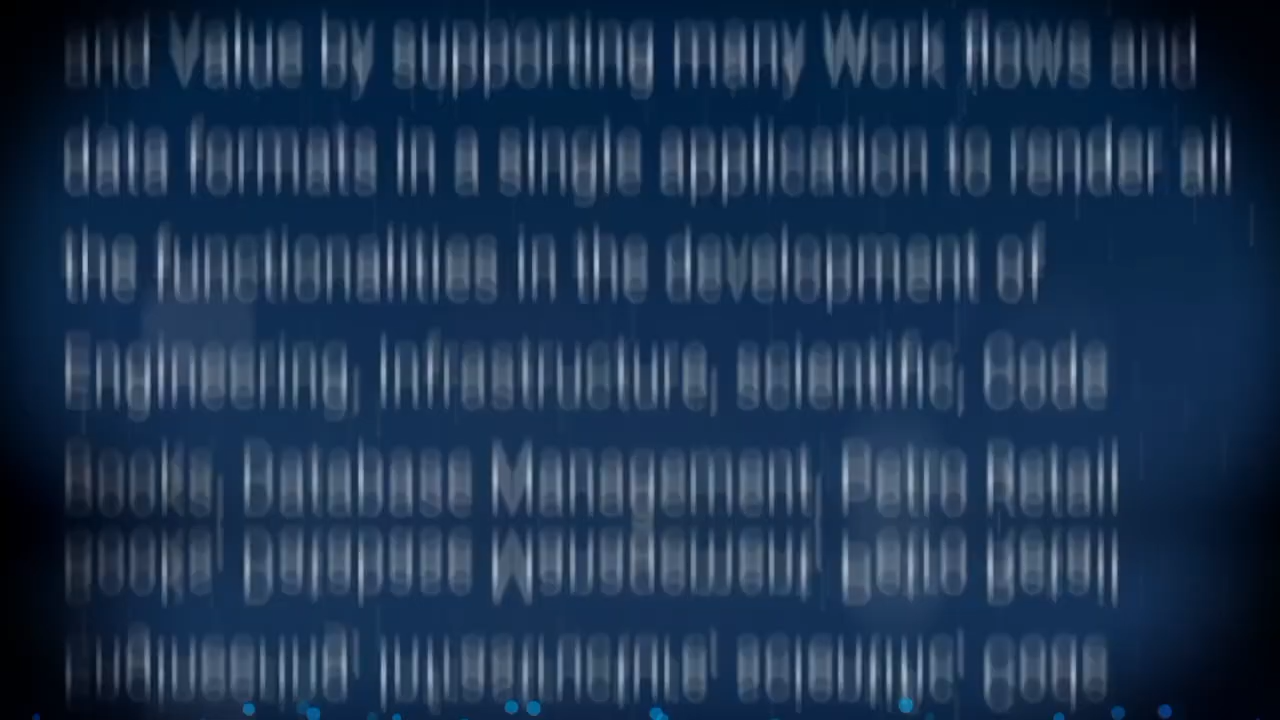 and Value by supporting many Work flows and
data formats in a single application to render all
the functionalities in the development of
Engineering, Infrastructure, scientific, Code
Books, Database Management, Patro Retail